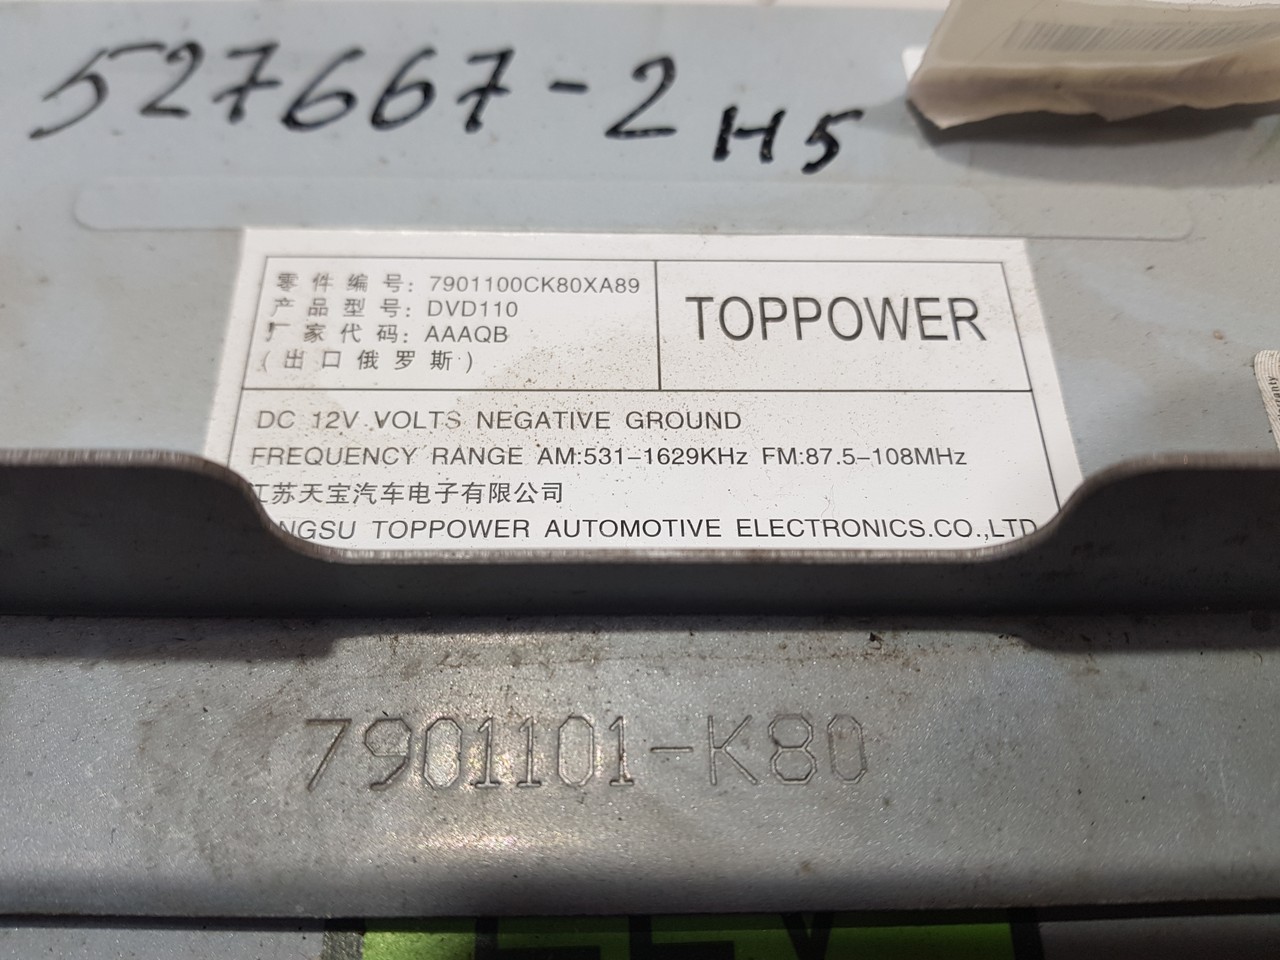 527667-2 H5
零件编号: 7901100CK80XA89
产品型号: DVD110
厂家代码: AAAQB
(出口俄罗斯)
TOPPOWER
DC 12V VOLTS NEGATIVE GROUND
FREQUENCY RANGE AM:531-1629KHz FM:87.5-108MHz
江苏天宝汽车电子有限公司
ANGSU TOPPOWER AUTOMOTIVE ELECTRONICS.CO.,LTD
7901101-K80